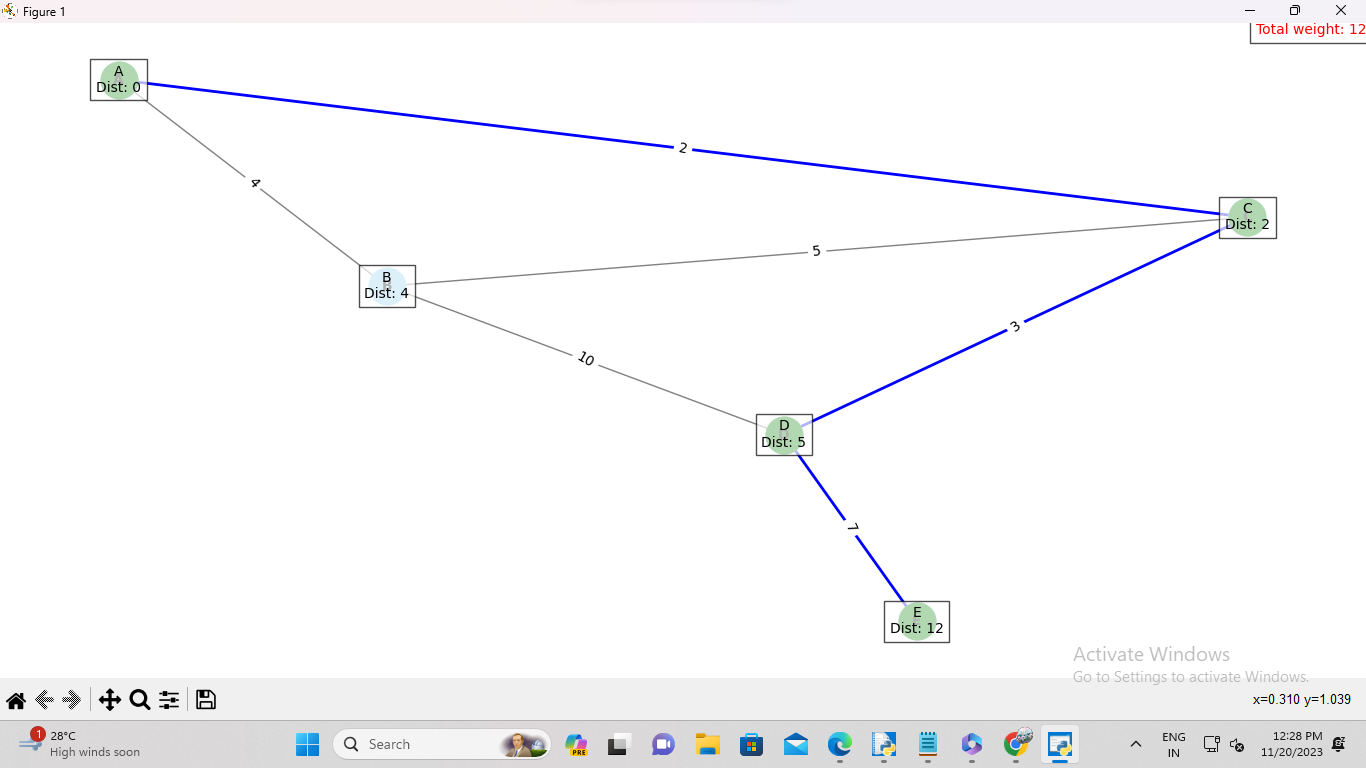 Figure 1
Total weight: 12
A
Dist: 0
2
4
C
Dist: 2
5
B
Dist: 4
3
10
D
Dist: 5
7
E
Dist: 12
Activate Windows
Go to Settings to activate Windows.
x=0.310 y=1.039
1
28°C
High winds soon
Search
PRE
ENG
IN
12:28 PM
11/20/2023